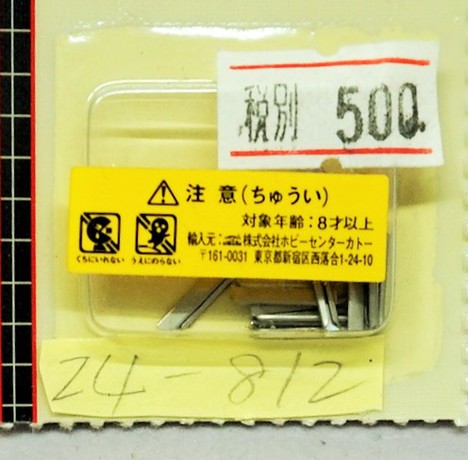 税別 500
⚠ 注意(ちゅうい)
対象年齢:8才以上
くちにいれない うえにのらない
輸入元: 株式会社ホビーセンターカトー
〒161-0031 東京都新宿区西落合1-24-10
24-812